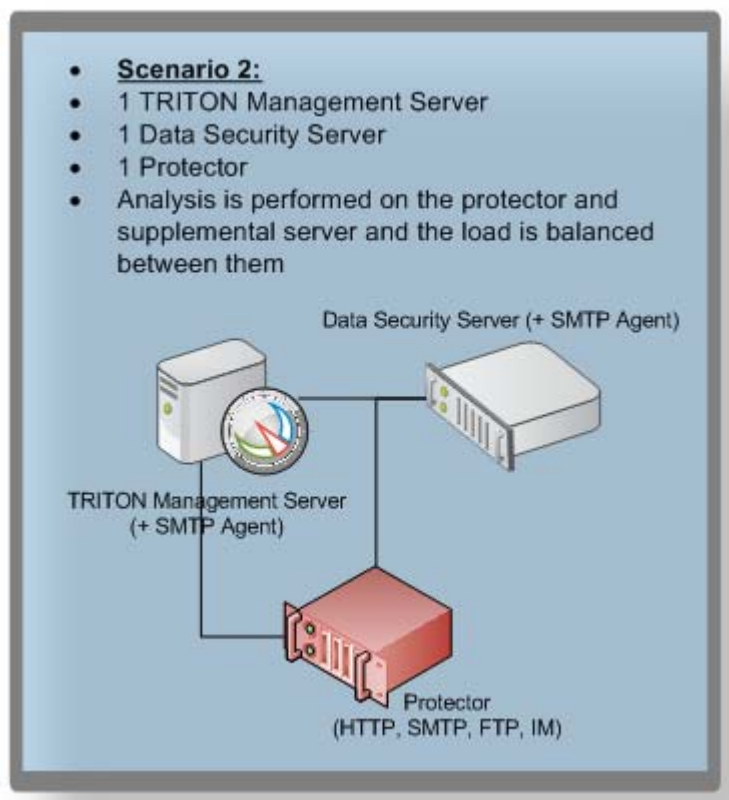 • Scenario 2:
• 1 TRITON Management Server
• 1 Data Security Server
• 1 Protector
• Analysis is performed on the protector and
supplemental server and the load is balanced
between them
Data Security Server (+ SMTP Agent)
TRITON Management Server
(+ SMTP Agent)
Protector
(HTTP, SMTP, FTP, IM)